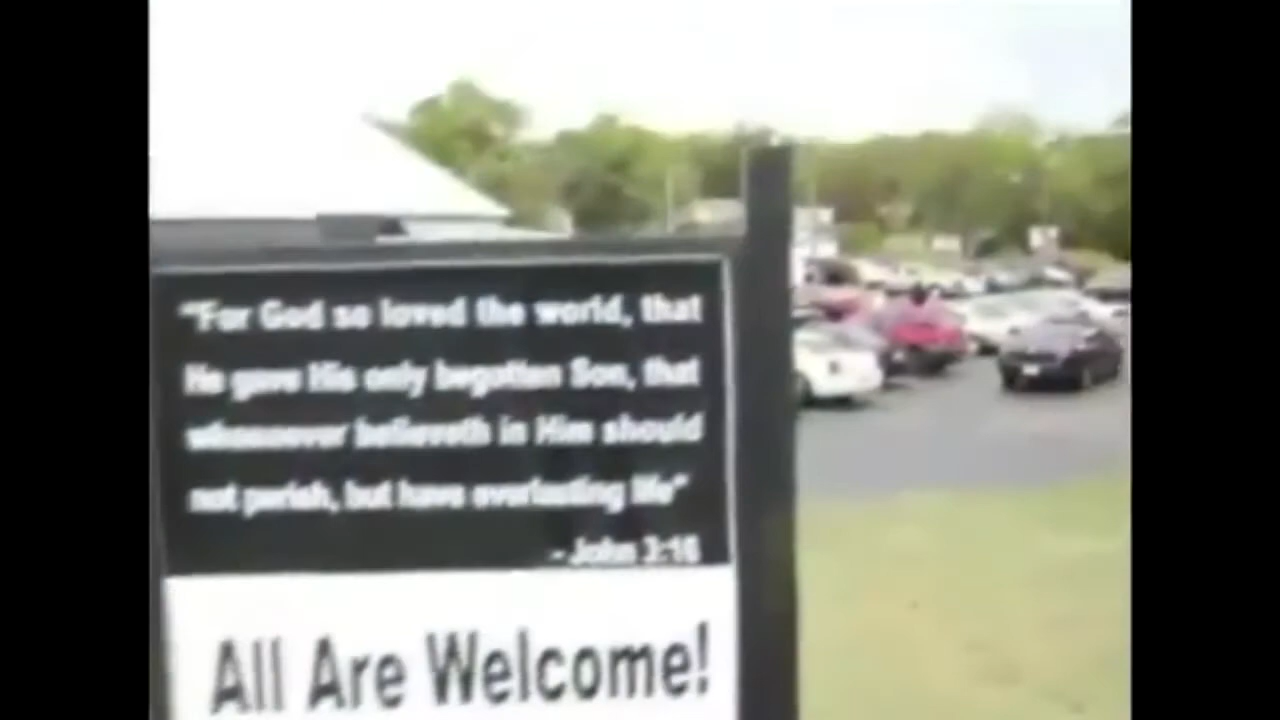 "For God so loved the world, that
He gave His only begotten Son, that
whosoever believeth in Him should
not perish, but have everlasting life"
- John 3:16
All Are Welcome!